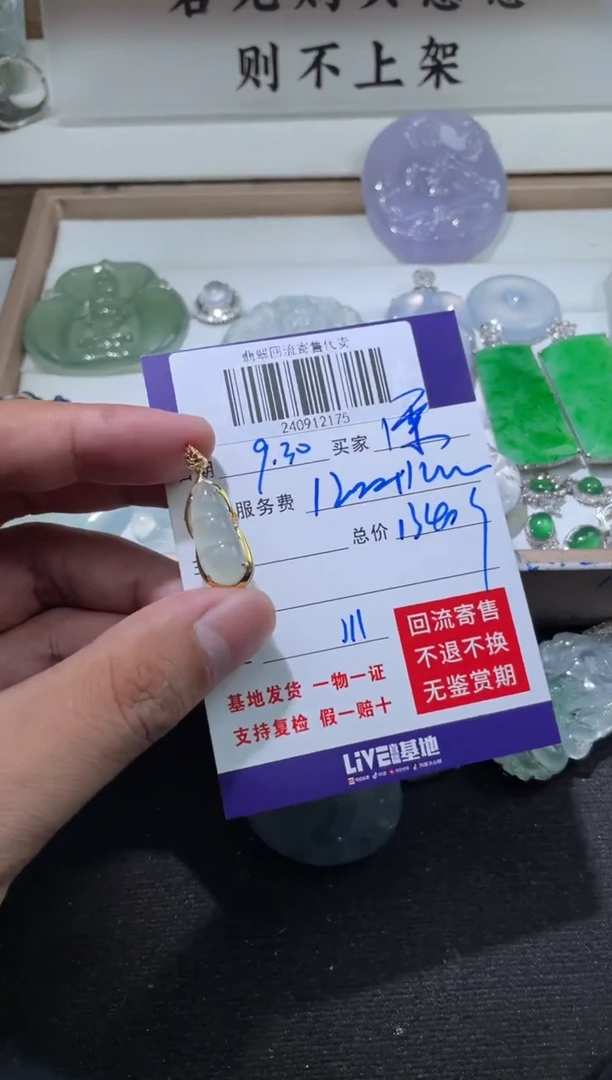 则不上架
翡翠回流寄售代卖
240912175
9.30 买家
服务费
总价
川
回流寄售
不退不换
无鉴赏期
基地发货 一物一证
支持复检 假一赔十
LiVE基地